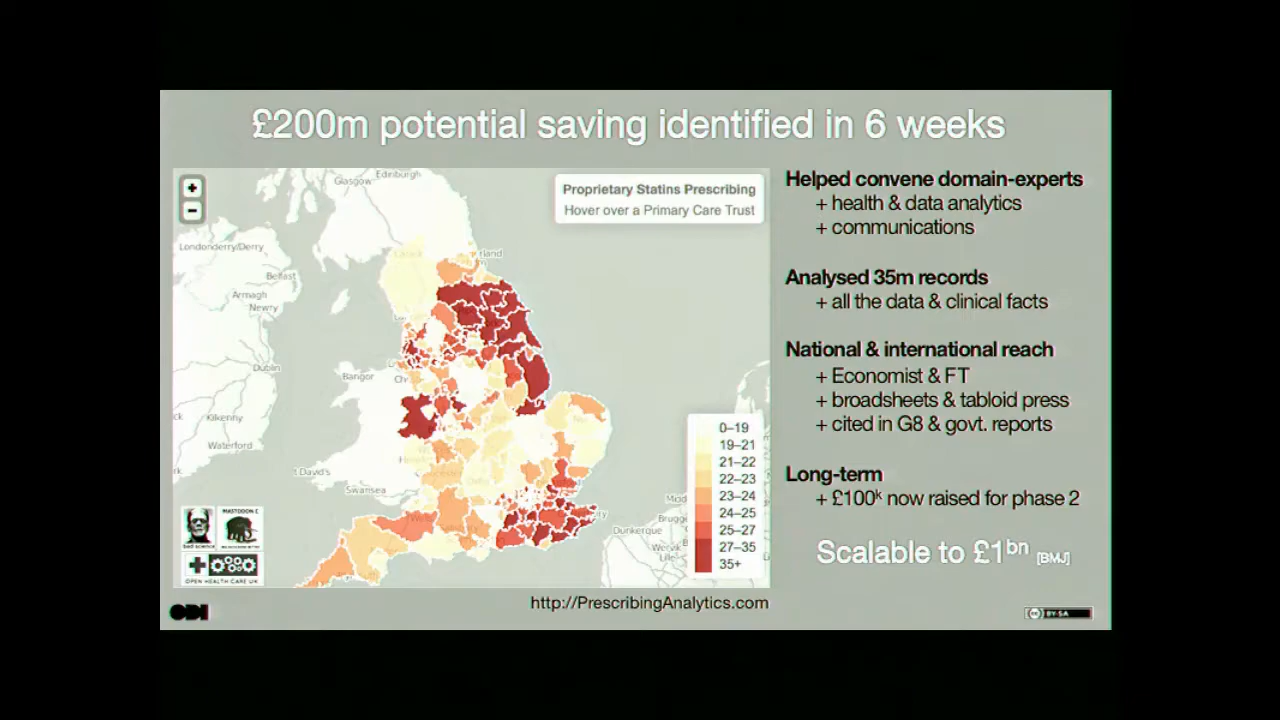 £200m potential saving identified in 6 weeks
+
−
Proprietary Statins Prescribing
Hover over a Primary Care Trust
Glasgow
Edinburgh
Londonderry/Derry
Belfast
Armagh
Newry
Dublin
Bangor
Kilkenny
Waterford
t David's
Swansea
Dunkerque
Lille
0–19
19–21
21–22
22–23
23–24
24–25
25–27
27–35
35+
bad science
MASTODON C
OPEN HEALTH CARE UK
Helped convene domain-experts
+ health & data analytics
+ communications
Analysed 35m records
+ all the data & clinical facts
National & international reach
+ Economist & FT
+ broadsheets & tabloid press
+ cited in G8 & govt. reports
Long-term
+ £100k now raised for phase 2
Scalable to £1bn [BMJ]
http://PrescribingAnalytics.com
ODI
cc BY-SA